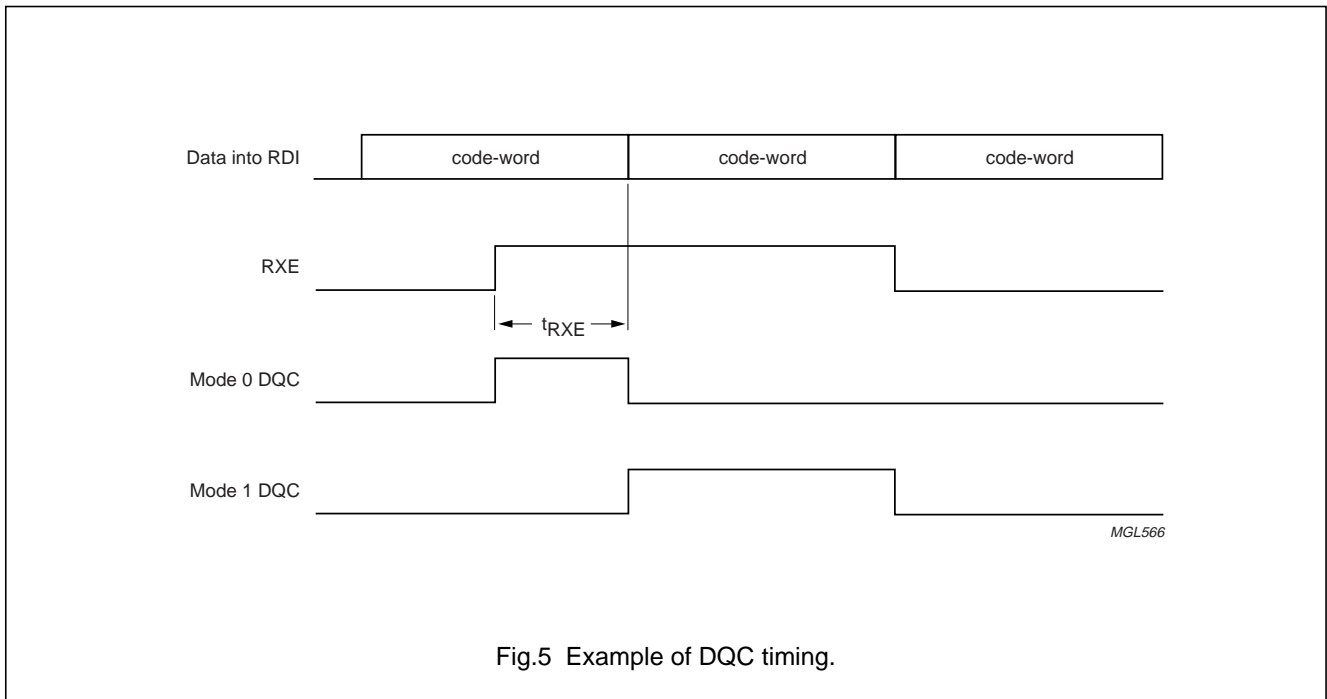 Data into RDI code-word code-word code-word
RXE
tRXE
Mode 0 DQC
Mode 1 DQC
MGL566
Fig.5 Example of DQC timing.